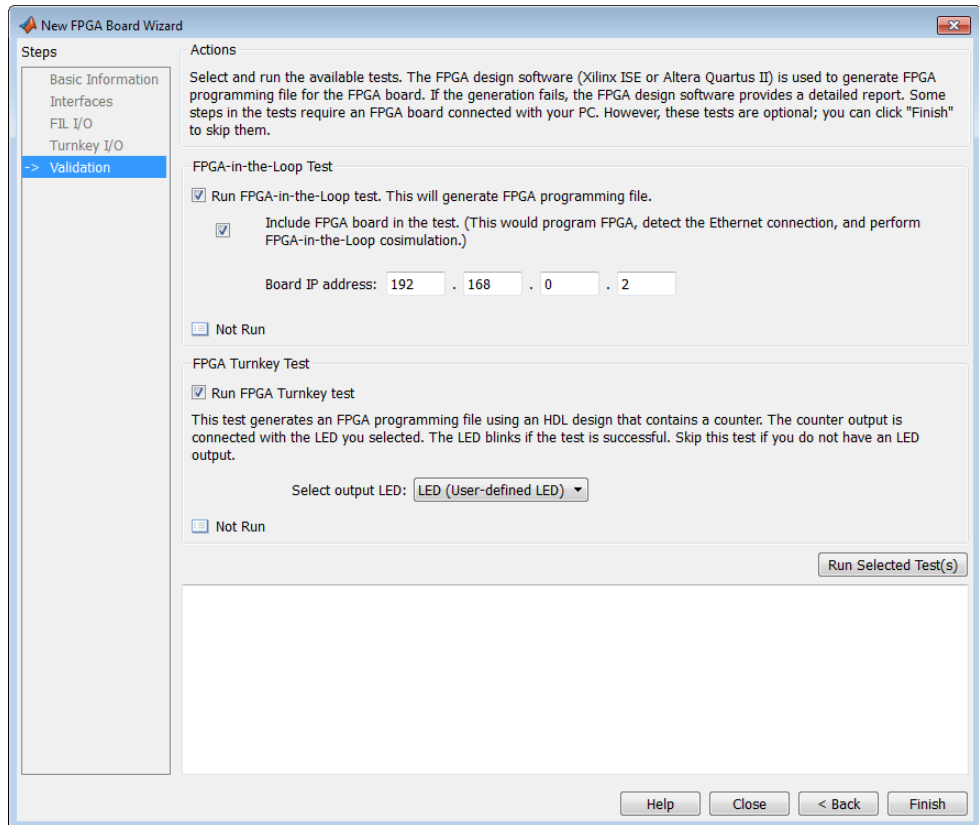 New FPGA Board Wizard
Steps
Basic Information
Interfaces
FIL I/O
Turnkey I/O
-> Validation
Actions
Select and run the available tests. The FPGA design software (Xilinx ISE or Altera Quartus II) is used to generate FPGA
programming file for the FPGA board. If the generation fails, the FPGA design software provides a detailed report. Some
steps in the tests require an FPGA board connected with your PC. However, these tests are optional; you can click "Finish"
to skip them.
FPGA-in-the-Loop Test
Run FPGA-in-the-Loop test. This will generate FPGA programming file.
Include FPGA board in the test. (This would program FPGA, detect the Ethernet connection, and perform
FPGA-in-the-Loop cosimulation.)
Board IP address: 192 . 168 . 0 . 2
Not Run
FPGA Turnkey Test
Run FPGA Turnkey test
This test generates an FPGA programming file using an HDL design that contains a counter. The counter output is
connected with the LED you selected. The LED blinks if the test is successful. Skip this test if you do not have an LED
output.
Select output LED: LED (User-defined LED)
Not Run
Run Selected Test(s)
Help Close < Back Finish